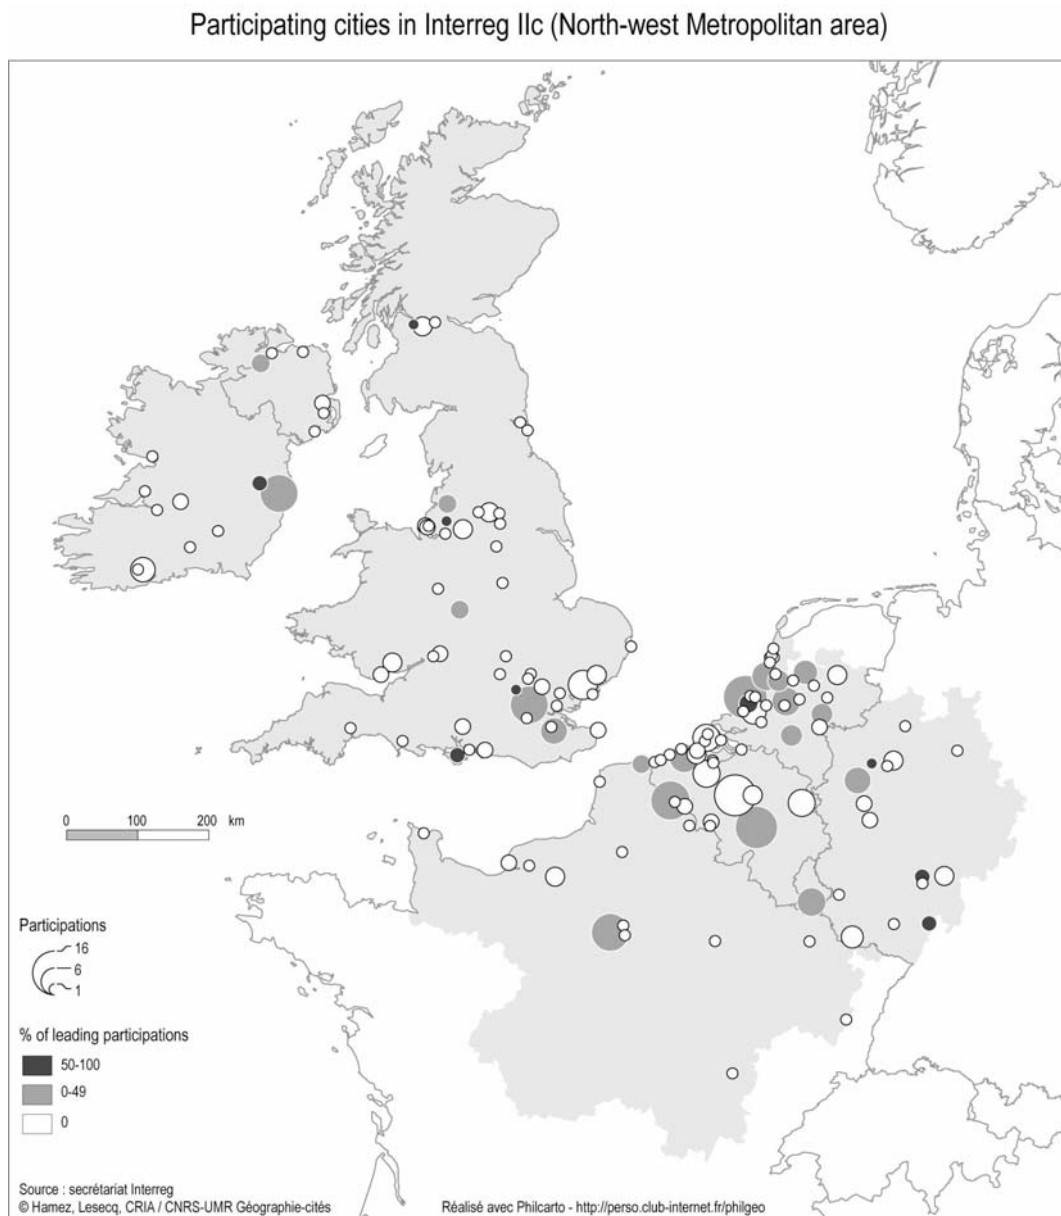 Participating cities in Interreg IIc (North-west Metropolitan area)
0 100 200 km
Participations
16
6
1
% of leading participations
50-100
0-49
0
Source : secrétariat Interreg
© Hamez, Lesecq, CRIA / CNRS-UMR Géographie-cités
Réalisé avec Philcarto - http://perso.club-internet.fr/philgeo